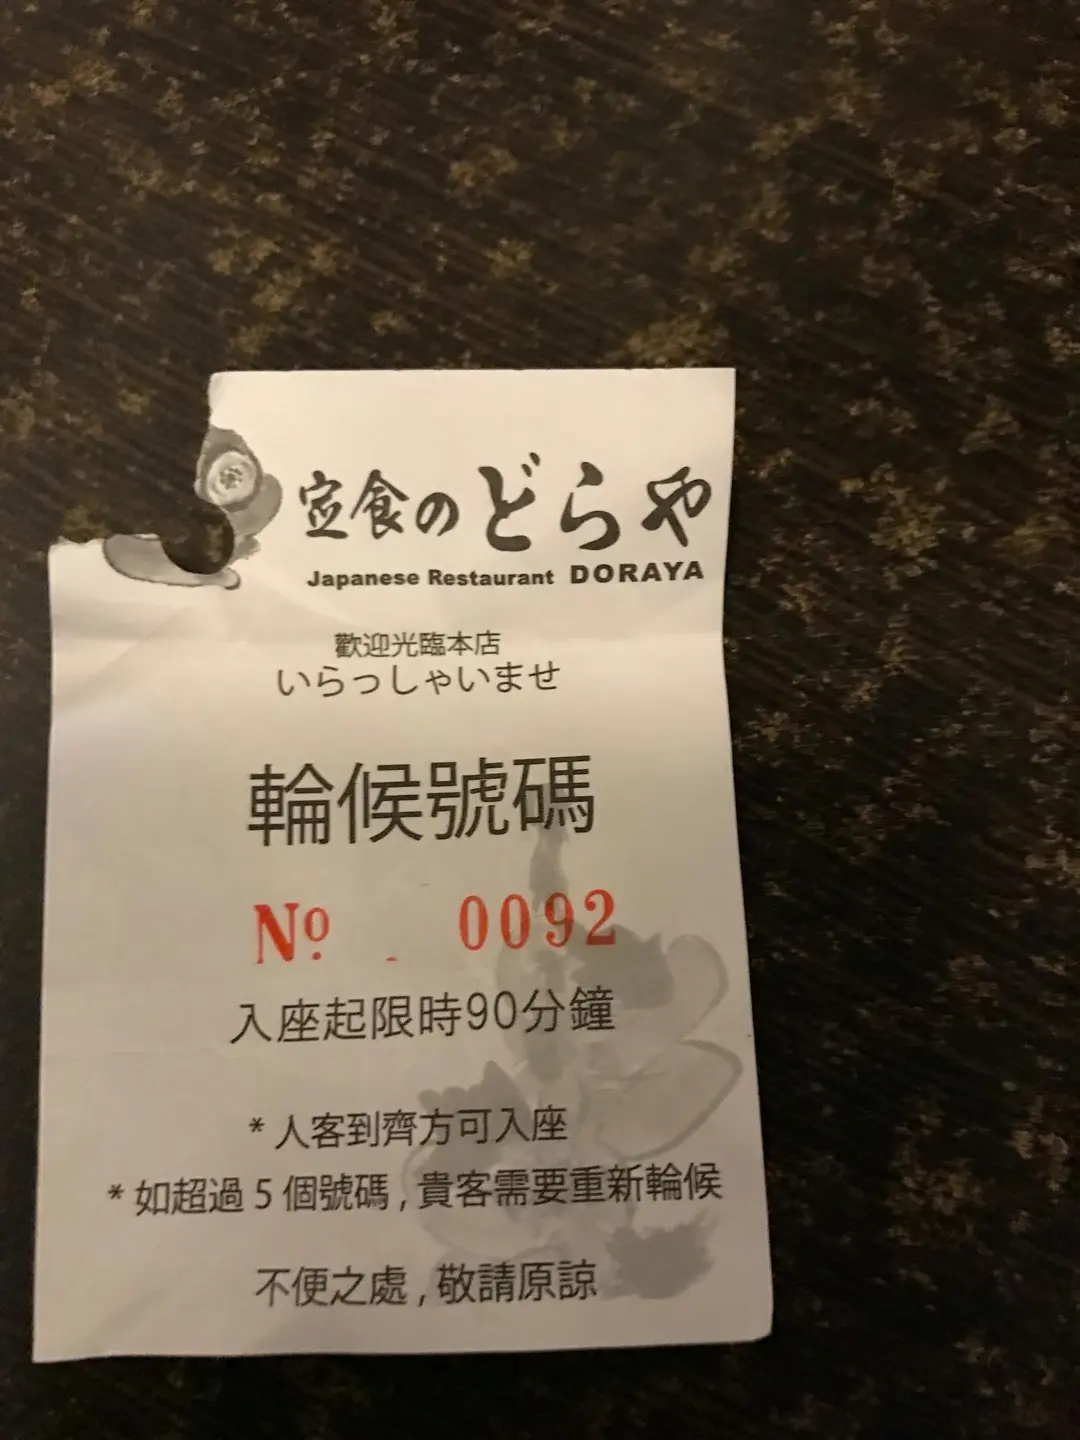 定食のどらや
Japanese Restaurant DORAYA
歡迎光臨本店
いらっしゃいませ
輪候號碼
Nº 0092
入座起限時90分鐘
* 人客到齊方可入座
* 如超過 5 個號碼 , 貴客需要重新輪候
不便之處 , 敬請原諒